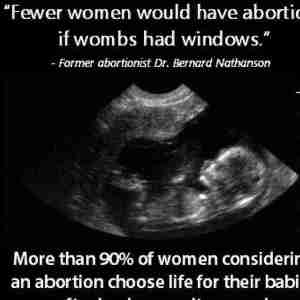 “Fewer women would have abortio
if wombs had windows.”
- Former abortionist Dr. Bernard Nathanson
More than 90% of women considerin
an abortion choose life for their babi